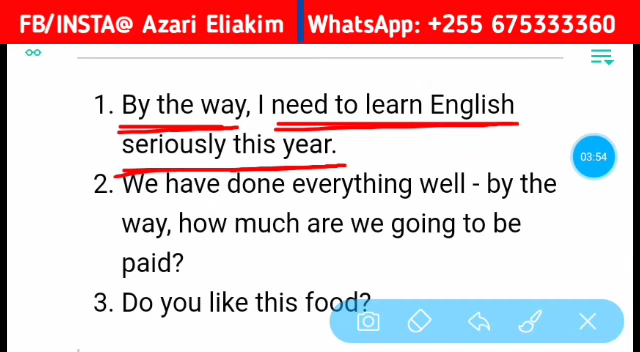 FB/INSTA@ Azari Eliakim WhatsApp: +255 675333360
1. By the way, I need to learn English
seriously this year.
03:54
2. We have done everything well - by the
way, how much are we going to be
paid?
3. Do you like this food?